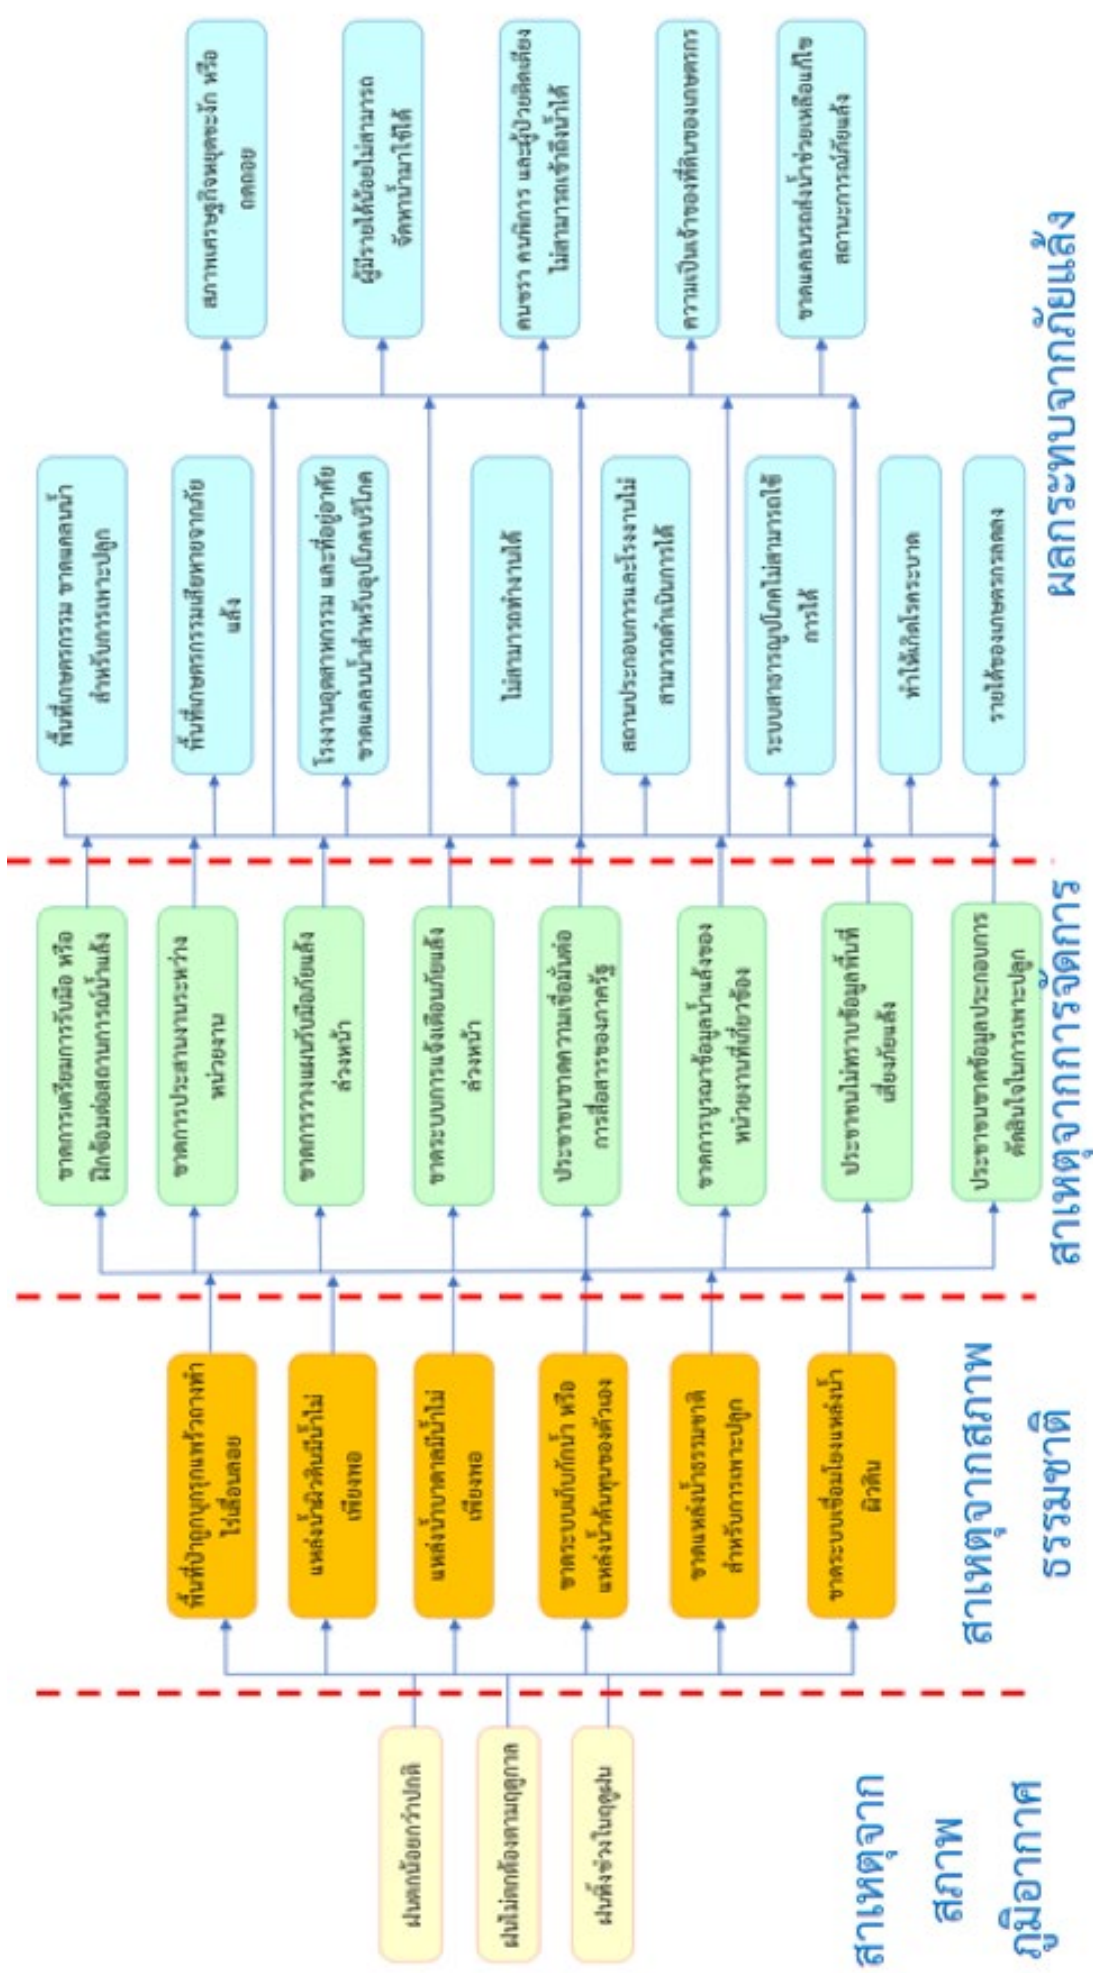 ฝนตกน้อยกว่าปกติ
ฝนไม่ตกต้องตามฤดูกาล
ฝนทิ้งช่วงในฤดูฝน
สาเหตุจาก
สภาพ
ภูมิอากาศ
พื้นที่ป่าถูกบุกรุกแพร้วถางทำ
ไร่เลื่อนลอย
แหล่งน้ำผิวดินมีน้ำไม่
เพียงพอ
แหล่งน้ำบาดาลมีน้ำไม่
เพียงพอ
ขาดระบบเก็บกักน้ำ หรือ
แหล่งน้ำต้นทุนของตัวเอง
ขาดแหล่งน้ำธรรมชาติ
สำหรับการเพาะปลูก
ขาดระบบเชื่อมโยงแหล่งน้ำ
ผิวดิน
สาเหตุจากสภาพ
ธรรมชาติ
ขาดการเตรียมการรับมือ หรือ
ฝึกซ้อมต่อสถานการณ์น้ำแล้ง
ขาดการประสานงานระหว่าง
หน่วยงาน
ขาดการวางแผนรับมือภัยแล้ง
ล่วงหน้า
ขาดระบบการแจ้งเตือนภัยแล้ง
ล่วงหน้า
ประชาชนขาดความเชื่อมั่นต่อ
การสื่อสารของภาครัฐ
ขาดการบูรณาข้อมูลน้ำแล้งของ
หน่วยงานที่เกี่ยวข้อง
ประชาชนไม่ทราบข้อมูลพื้นที่
เสี่ยงภัยแล้ง
ประชาชนขาดข้อมูลประกอบการ
ตัดสินใจในการเพาะปลูก
สาเหตุจากการจัดการ
พื้นที่เกษตรกรรม ขาดแคลนน้ำ
สำหรับการเพาะปลูก
พื้นที่เกษตรกรรมเสียหายจากภัย
แล้ง
โรงงานอุตสาหกรรม และที่อยู่อาศัย
ขาดแคลนน้ำสำหรับอุปโภคบริโภค
ไม่สามารถทำงานได้
สถานประกอบการและโรงงานไม่
สามารถดำเนินการได้
ระบบสาธารณูปโภคไม่สามารถใช้
การได้
ทำให้เกิดโรคระบาด
รายได้ของเกษตรกรลดลง
สภาพเศรษฐกิจหยุดชะงัก หรือ
ถดถอย
ผู้มีรายได้น้อยไม่สามารถ
จัดหาน้ำมาใช้ได้
คนชรา คนพิการ และผู้ป่วยติดเตียง
ไม่สามารถเข้าถึงน้ำได้
ความเป็นเจ้าของที่ดินของเกษตรกร
ขาดแคลนรถส่งน้ำช่วยเหลือแก้ไข
สถานะการณ์ภัยแล้ง
ผลกระทบจากภัยแล้ง